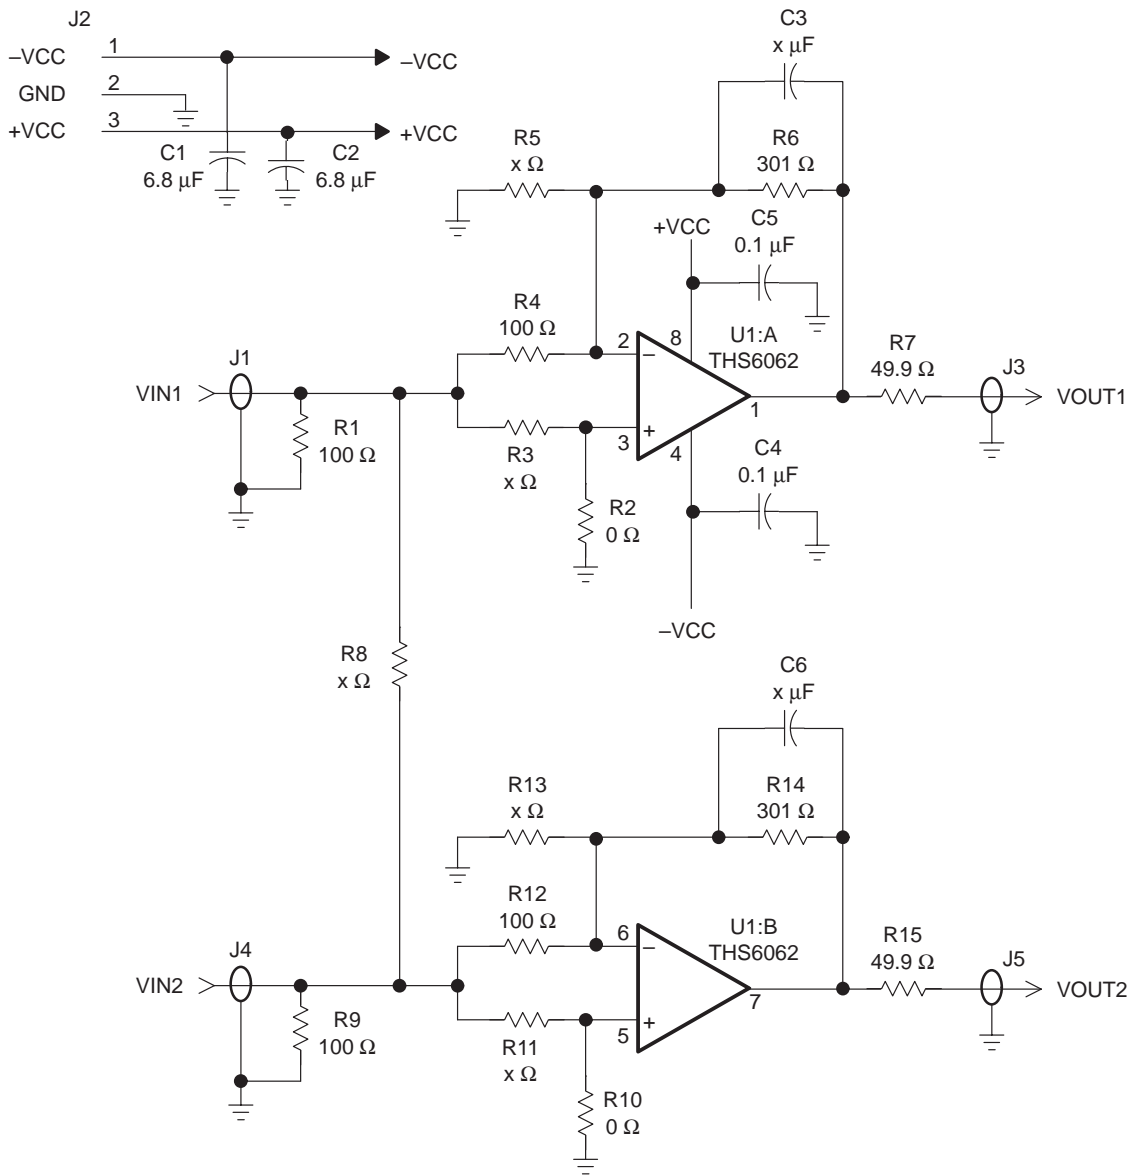 J2
–VCC 1 –VCC
GND 2
+VCC 3 +VCC
C1
6.8 µF
C2
6.8 µF
C3
x µF
R5
x Ω
R6
301 Ω
+VCC
C5
0.1 µF
R4
100 Ω
2
–
8
U1:A
THS6062
J1
VIN1
R1
100 Ω
R3
x Ω
3
+
4
1
R7
49.9 Ω
J3
VOUT1
C4
0.1 µF
R2
0 Ω
–VCC
R8
x Ω
C6
x µF
R13
x Ω
R14
301 Ω
R12
100 Ω
6
–
U1:B
THS6062
J4
VIN2
R9
100 Ω
R11
x Ω
5
+
7
R15
49.9 Ω
J5
VOUT2
R10
0 Ω